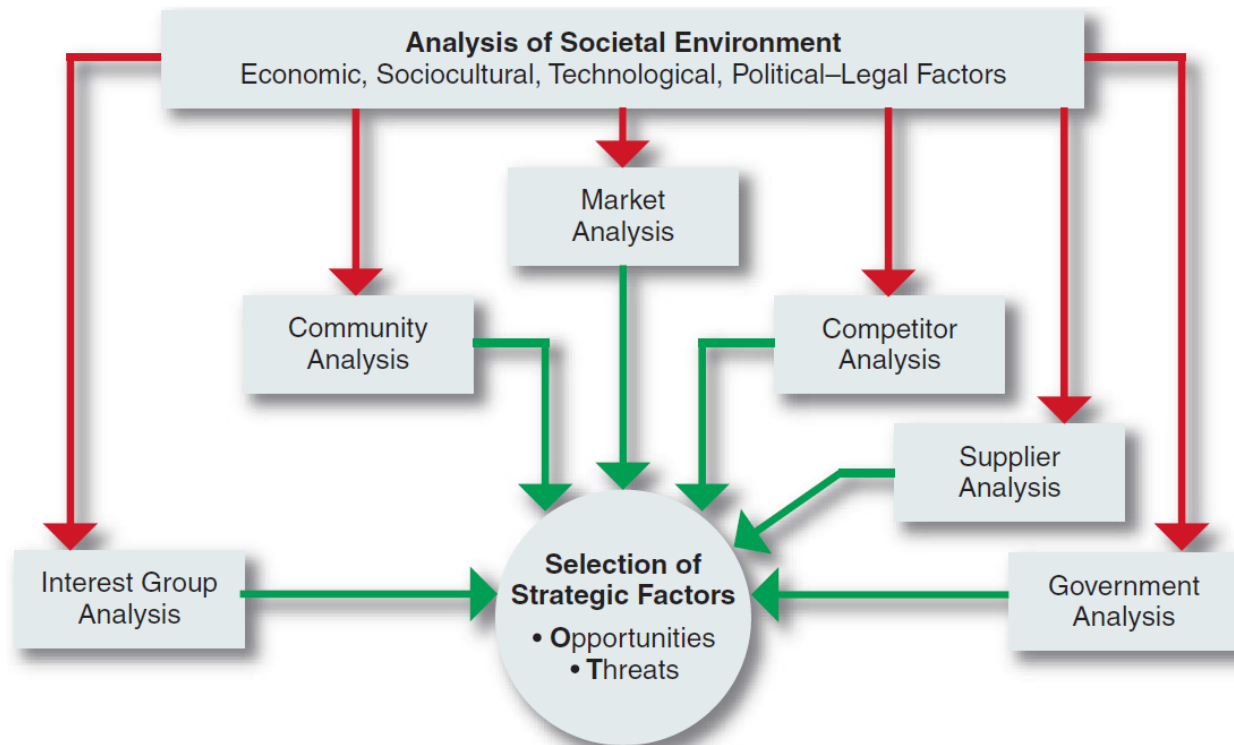 Analysis of Societal Environment
Economic, Sociocultural, Technological, Political–Legal Factors
Market
Analysis
Community
Analysis
Competitor
Analysis
Supplier
Analysis
Interest Group
Analysis
Selection of
Strategic Factors
• Opportunities
• Threats
Government
Analysis